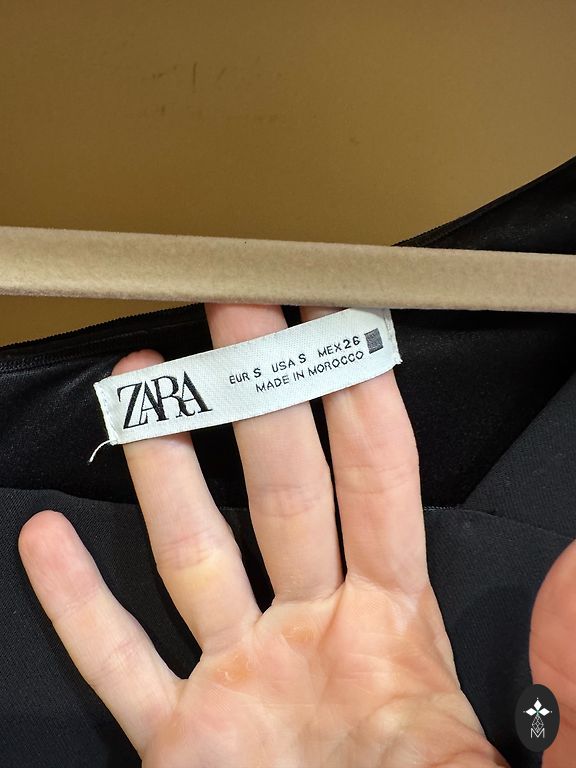 ZARA
EUR S USA S MEX 26
MADE IN MOROCCO
M